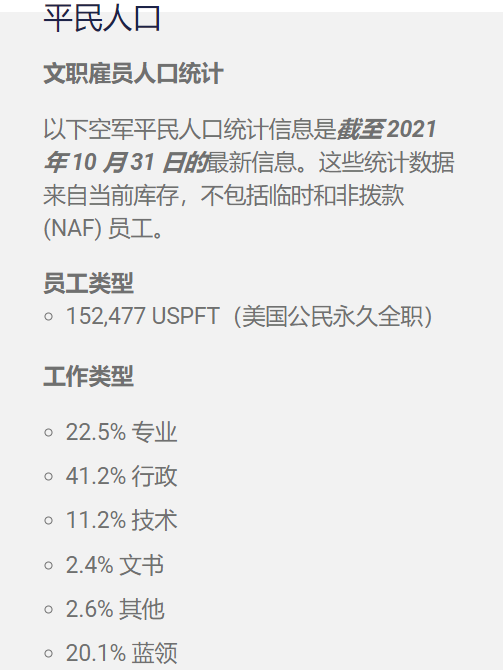 平民人口
文职雇员人口统计
以下空军平民人口统计信息是截至 2021
年 10 月 31 日的最新信息。这些统计数据
来自当前库存，不包括临时和非拨款
(NAF) 员工。
员工类型
152,477 USPFT（美国公民永久全职）
工作类型
22.5% 专业
41.2% 行政
11.2% 技术
2.4% 文书
2.6% 其他
20.1% 蓝领